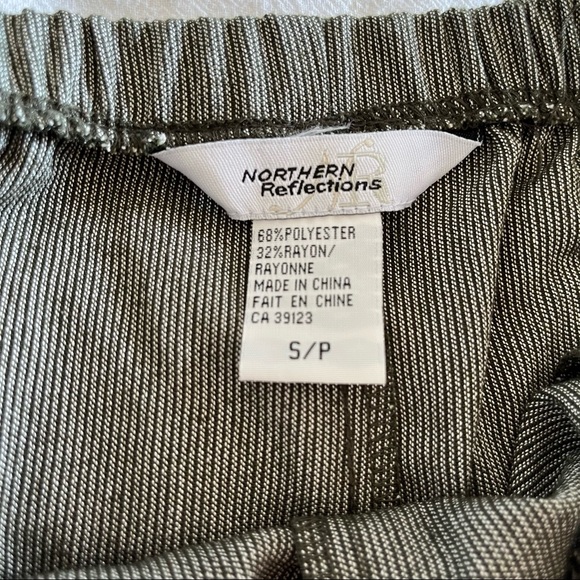 NORTHERN
Reflections
68%POLYESTER
32%RAYON/
RAYONNE
MADE IN CHINA
FAIT EN CHINE
CA 39123
S/P